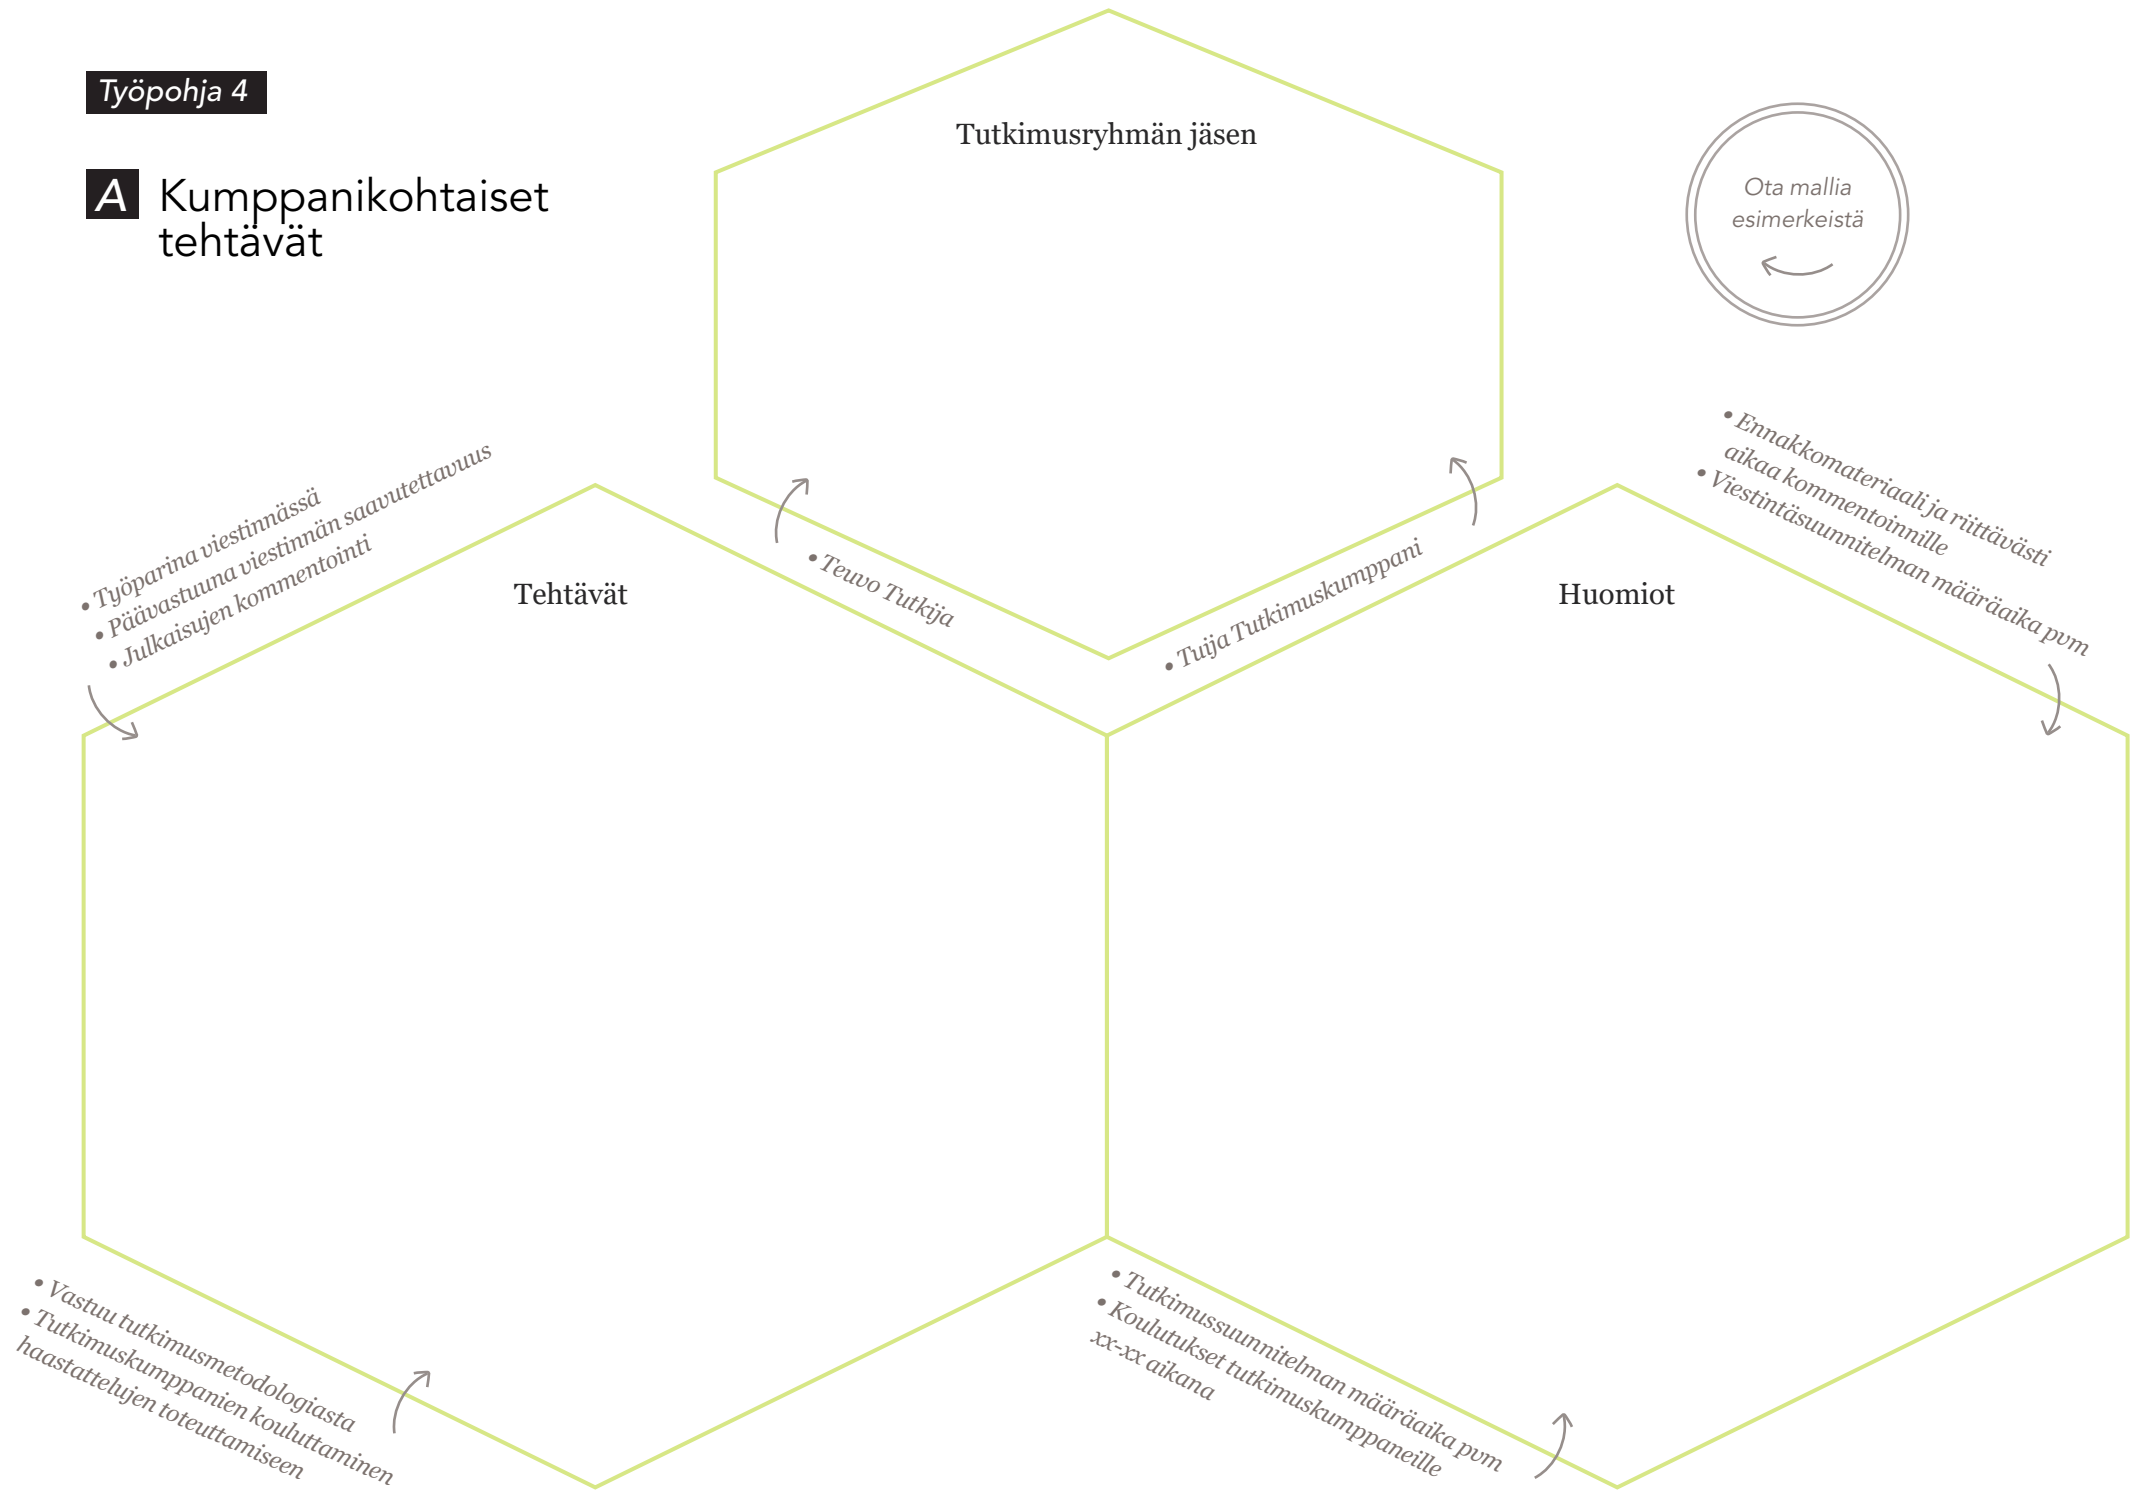 Työpohja 4
A Kumppanikohtaiset
tehtävät
Tutkimusryhmän jäsen
Ota mallia
esimerkeistä
• Teuvo Tutkija
• Tuija Tutkimuskumppani
• Työparina viestinnässä
• Päävastuuna viestinnän saavutettavuus
• Julkaisujen kommentointi
Tehtävät
• Vastuu tutkimusmetodologiasta
• Tutkimuskumppanien kouluttaminen
haastattelujen toteuttamiseen
• Ennakkomateriaali ja riittävästi
aikaa kommentoinnille
• Viestintäsuunnitelman määräaika pvm
Huomiot
• Tutkimussuunnitelman määräaika pvm
• Koulutukset tutkimuskumppaneille
xx-xx aikana